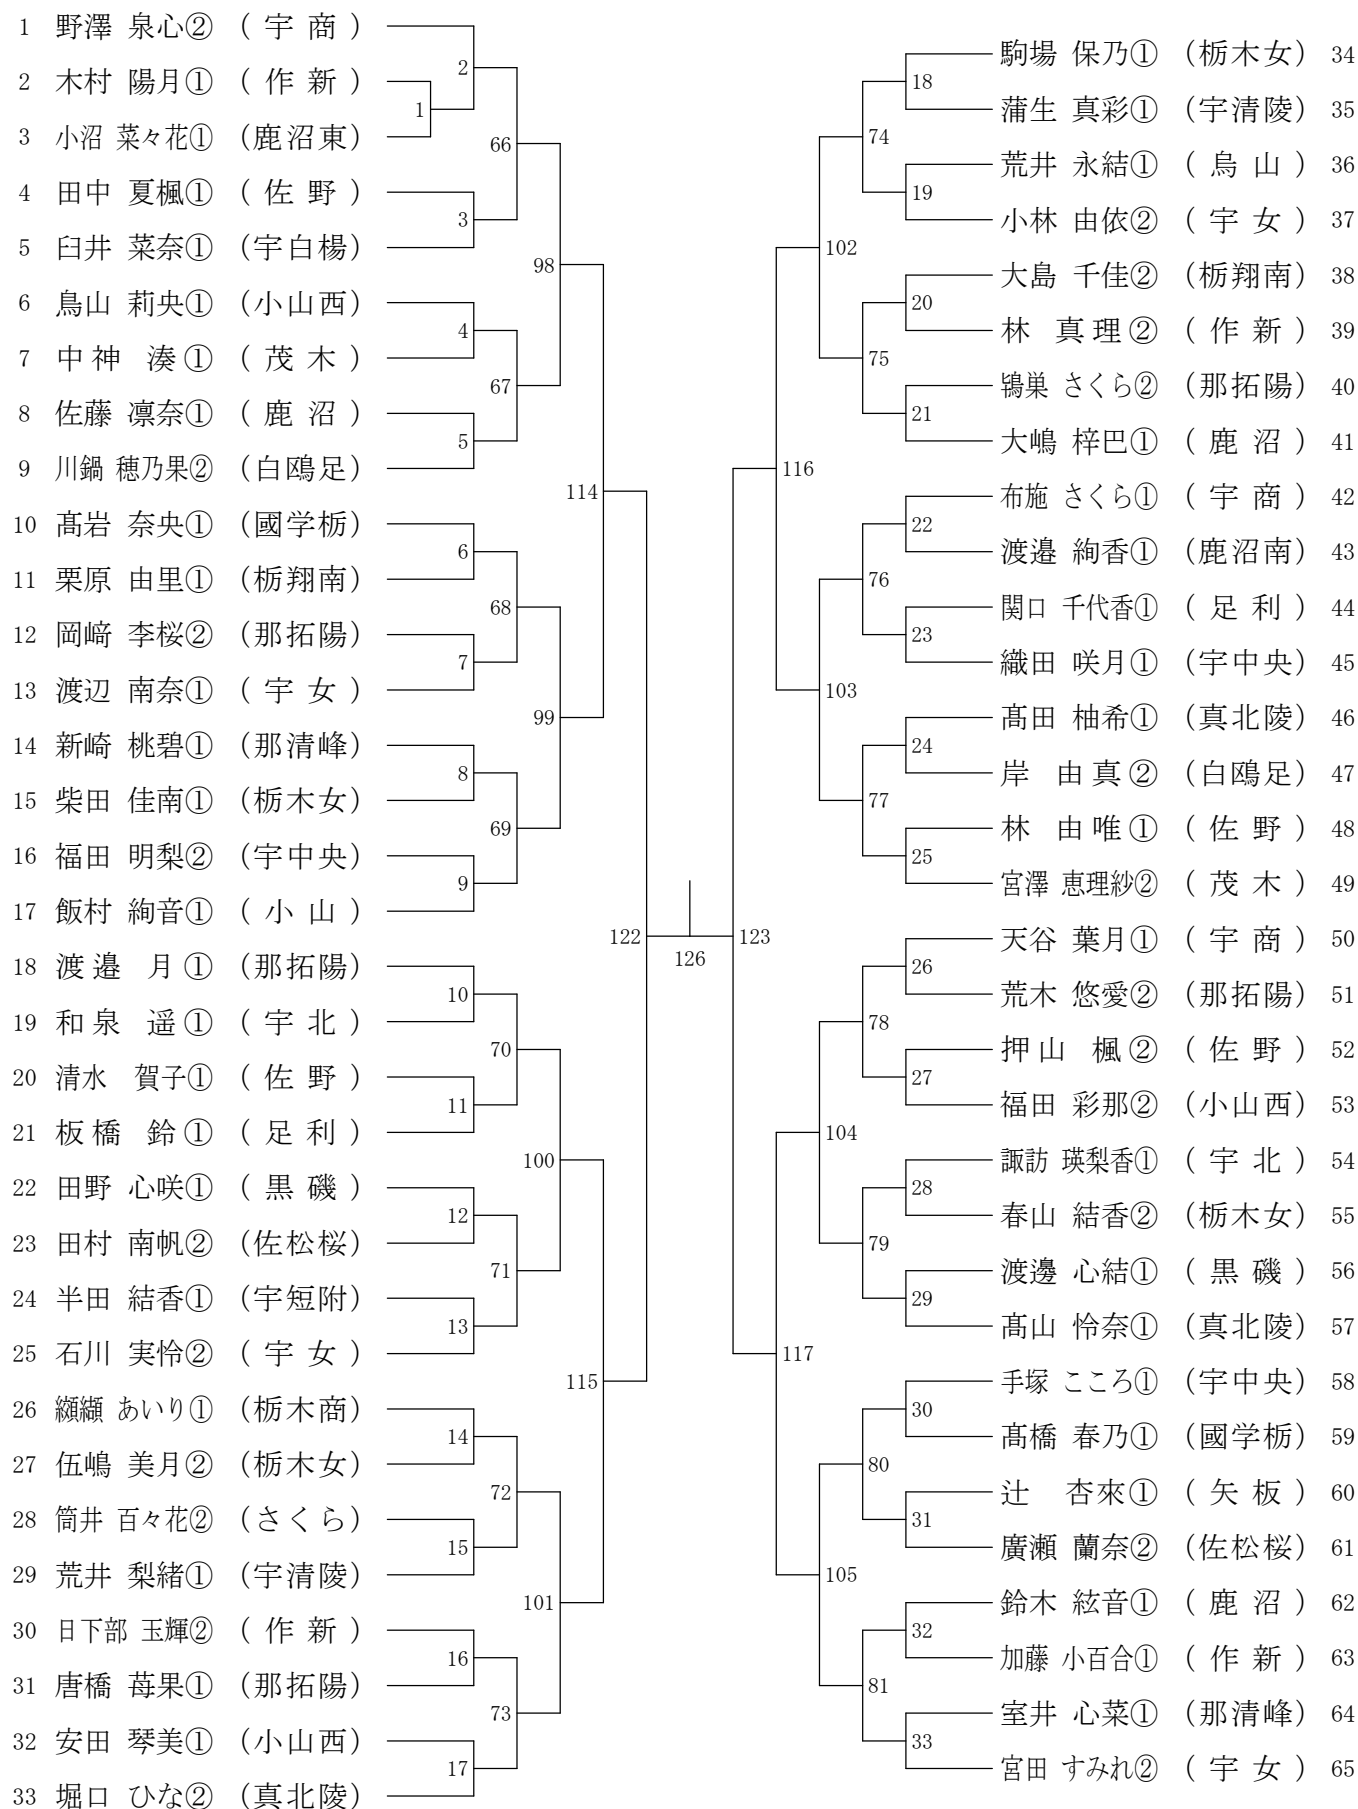 1 野澤 泉心② (宇商)
2 木村 陽月① (作新)
3 小沼 菜々花① (鹿沼東)
4 田中 夏楓① (佐野)
5 臼井 菜奈① (宇白楊)
6 鳥山 莉央① (小山西)
7 中神 湊① (茂木)
8 佐藤 凛奈① (鹿沼)
9 川鍋 穂乃果② (白鴎足)
10 髙岩 奈央① (國学栃)
11 栗原 由里① (栃翔南)
12 岡﨑 李桜② (那拓陽)
13 渡辺 南奈① (宇女)
14 新崎 桃碧① (那清峰)
15 柴田 佳南① (栃木女)
16 福田 明梨② (宇中央)
17 飯村 絢音① (小山)
18 渡邉 月① (那拓陽)
19 和泉 遥① (宇北)
20 清水 賀子① (佐野)
21 板橋 鈴① (足利)
22 田野 心咲① (黒磯)
23 田村 南帆② (佐松桜)
24 半田 結香① (宇短附)
25 石川 実怜② (宇女)
26 纐纈 あいり① (栃木商)
27 伍嶋 美月② (栃木女)
28 筒井 百々花② (さくら)
29 荒井 梨緒① (宇清陵)
30 日下部 玉輝② (作新)
31 唐橋 苺果① (那拓陽)
32 安田 琴美① (小山西)
33 堀口 ひな② (真北陵)
1
2
3
4
5
6
7
8
9
10
11
12
13
14
15
16
17
66
67
68
69
70
71
72
73
98
99
100
101
114
115
122
126
123
116
117
102
103
104
105
74
75
76
77
78
79
80
81
18
19
20
21
22
23
24
25
26
27
28
29
30
31
32
33
駒場 保乃① (栃木女) 34
蒲生 真彩① (宇清陵) 35
荒井 永結① (烏山) 36
小林 由依② (宇女) 37
大島 千佳② (栃翔南) 38
林 真理② (作新) 39
鴇巣 さくら② (那拓陽) 40
大嶋 梓巴① (鹿沼) 41
布施 さくら① (宇商) 42
渡邉 絢香① (鹿沼南) 43
関口 千代香① (足利) 44
織田 咲月① (宇中央) 45
髙田 柚希① (真北陵) 46
岸 由真② (白鴎足) 47
林 由唯① (佐野) 48
宮澤 恵理紗② (茂木) 49
天谷 葉月① (宇商) 50
荒木 悠愛② (那拓陽) 51
押山 楓② (佐野) 52
福田 彩那② (小山西) 53
諏訪 瑛梨香① (宇北) 54
春山 結香② (栃木女) 55
渡邊 心結① (黒磯) 56
髙山 怜奈① (真北陵) 57
手塚 こころ① (宇中央) 58
髙橋 春乃① (國学栃) 59
辻 杏來① (矢板) 60
廣瀬 蘭奈② (佐松桜) 61
鈴木 絃音① (鹿沼) 62
加藤 小百合① (作新) 63
室井 心菜① (那清峰) 64
宮田 すみれ② (宇女) 65